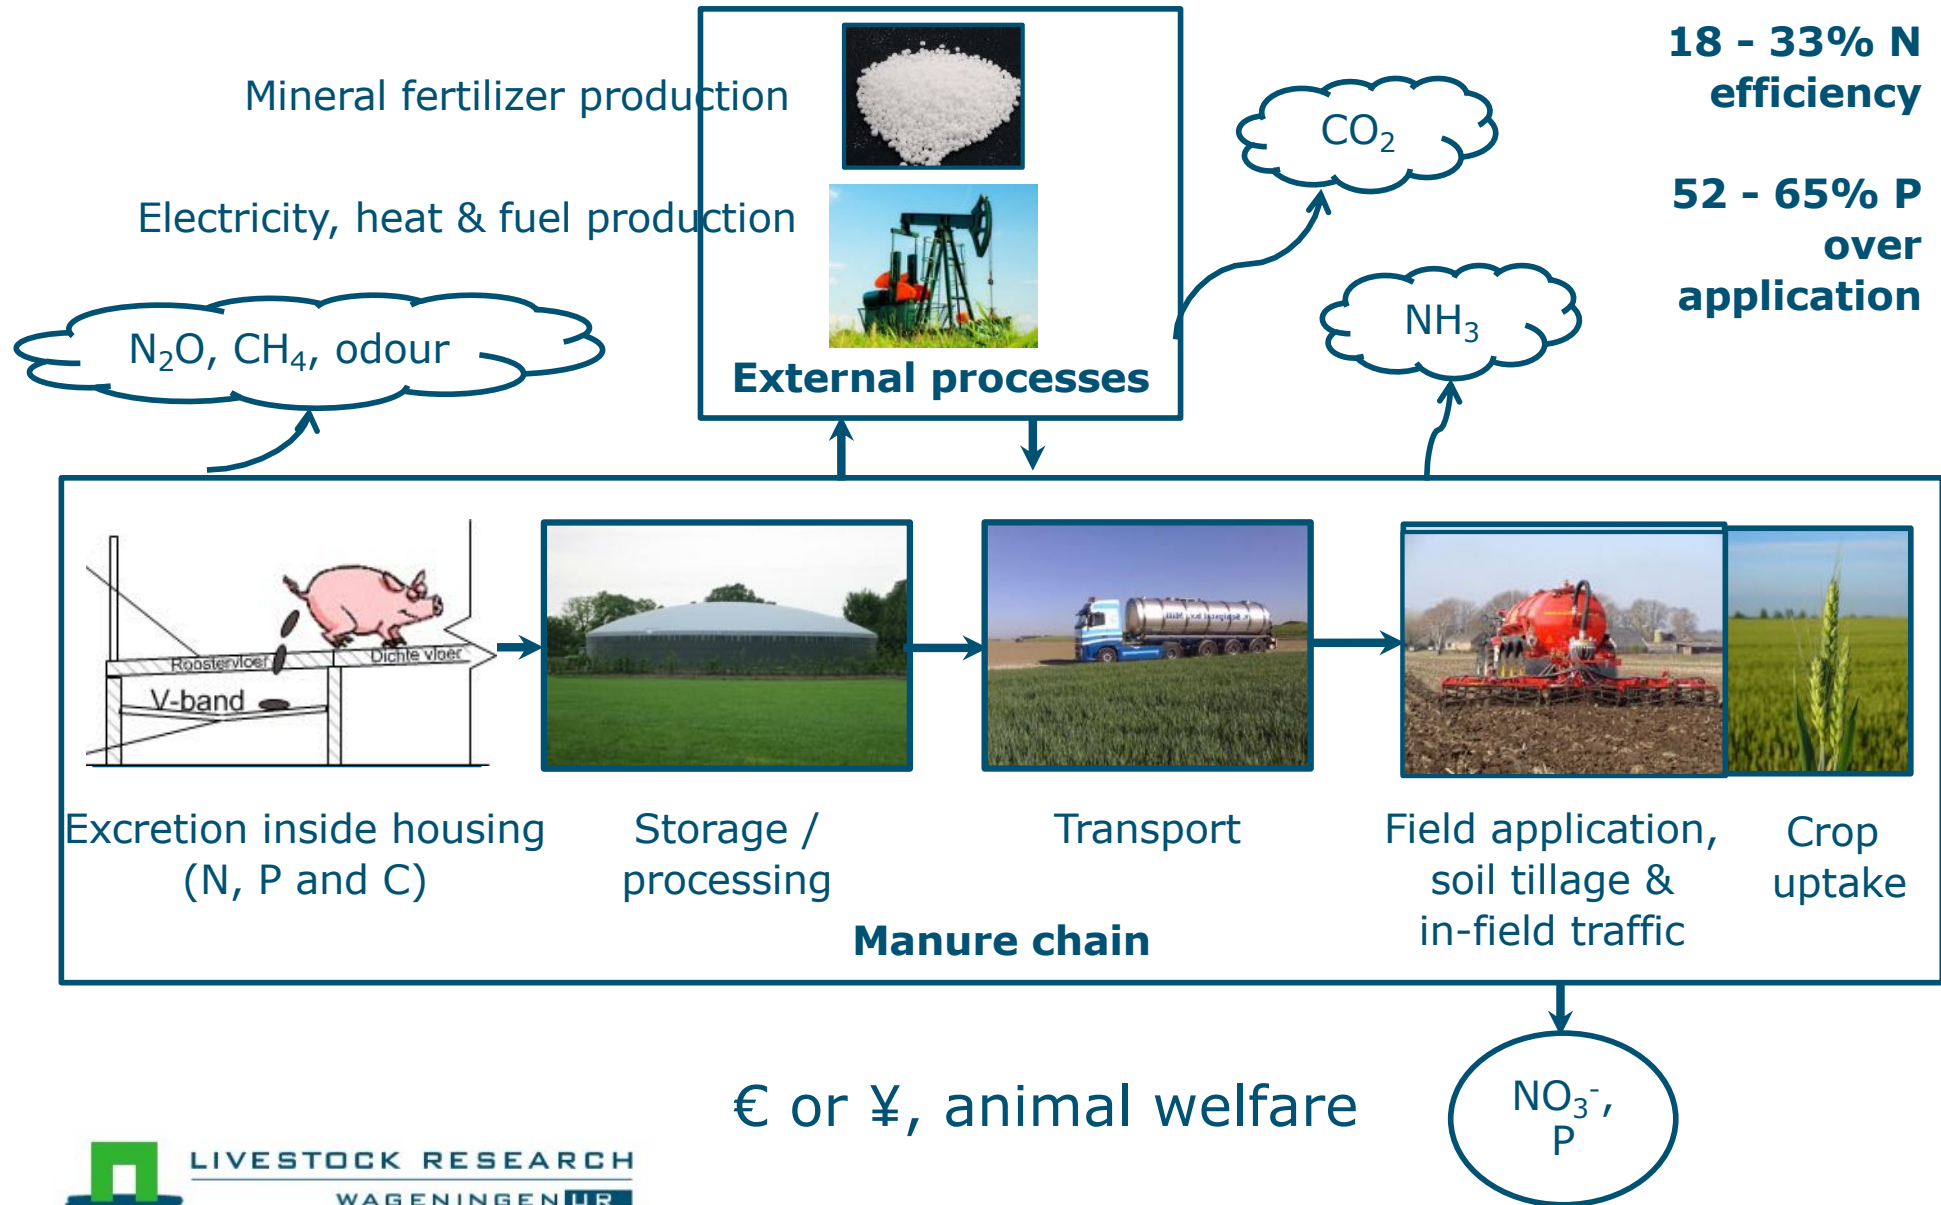 18 - 33% N
efficiency
52 - 65% P
over
application
Mineral fertilizer production
Electricity, heat & fuel production
External processes
CO₂
NH₃
N₂O, CH₄, odour
Roostervloer
Dichte vloer
V-band
Excretion inside housing
(N, P and C)
Storage /
processing
Transport
Field application,
soil tillage &
in-field traffic
Crop
uptake
Manure chain
€ or ¥, animal welfare
NO₃⁻,
P
LIVESTOCK RESEARCH
WAGENINGEN UR